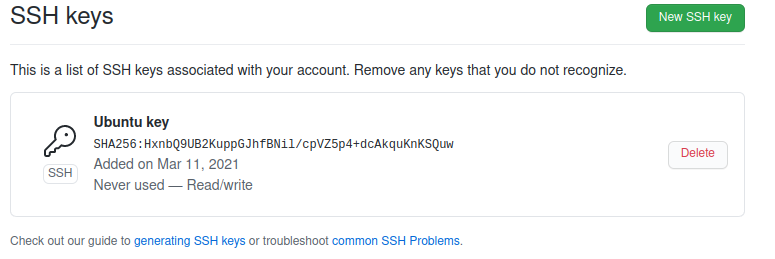 SSH keys
New SSH key
This is a list of SSH keys associated with your account. Remove any keys that you do not recognize.
Ubuntu key
SHA256:HxnbQ9UB2KuppGJhfBNil/cpVZ5p4+dcAkquKnKSQuw
SSH
Added on Mar 11, 2021
Never used — Read/write
Delete
Check out our guide to generating SSH keys or troubleshoot common SSH Problems.